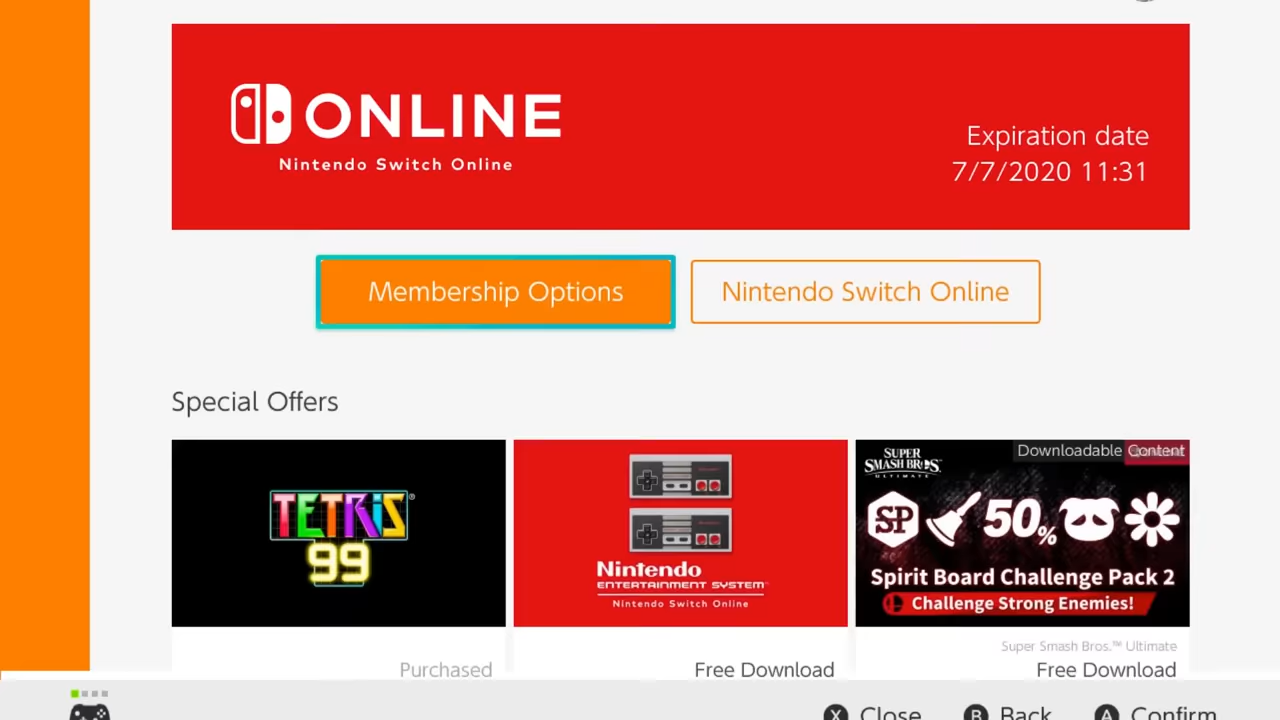 ONLINE
Nintendo Switch Online
Expiration date
7/7/2020 11:31
Membership Options
Nintendo Switch Online
Special Offers
TETRIS®
99
Purchased
Nintendo
ENTERTAINMENT SYSTEM™
Nintendo Switch Online
Free Download
Downloadable Content
SUPER
SMASH BROS.™
ULTIMATE
SP
50%
Spirit Board Challenge Pack 2
Challenge Strong Enemies!
Super Smash Bros.™ Ultimate
Free Download
X Close B Back A Confirm